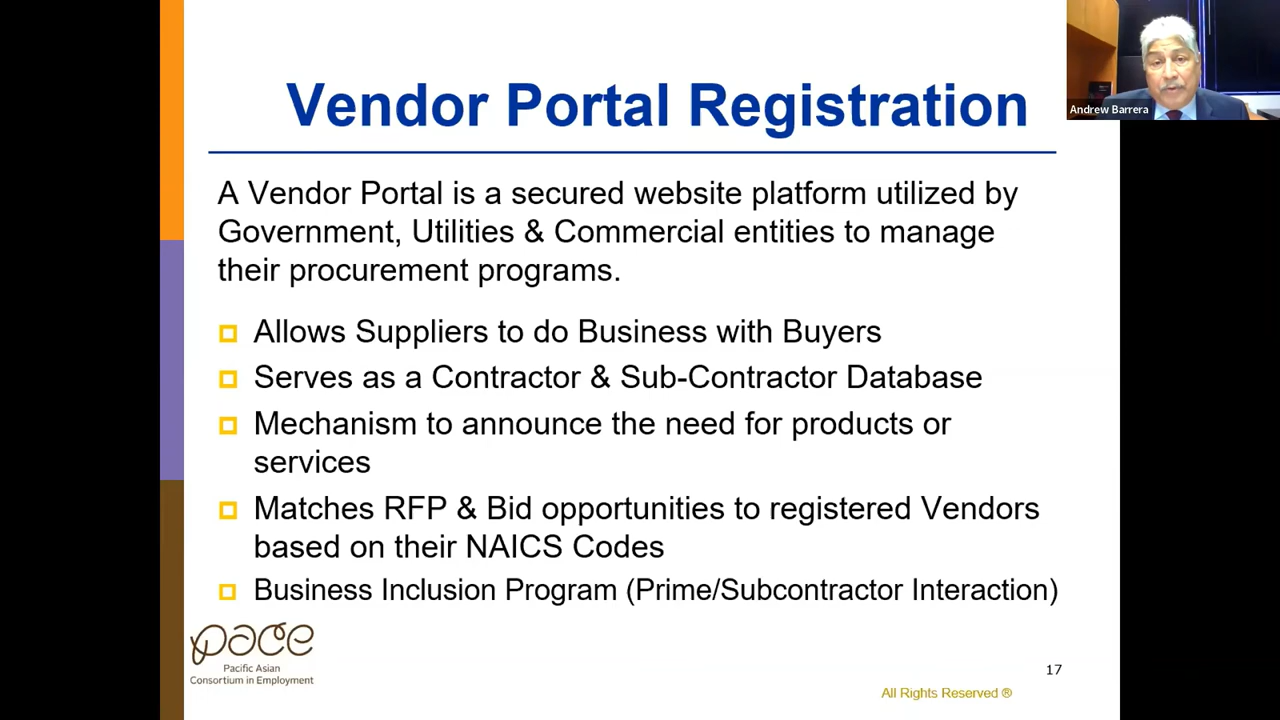 Vendor Portal Registration
Andrew Barrera
A Vendor Portal is a secured website platform utilized by
Government, Utilities & Commercial entities to manage
their procurement programs.
Allows Suppliers to do Business with Buyers
Serves as a Contractor & Sub-Contractor Database
Mechanism to announce the need for products or
services
Matches RFP & Bid opportunities to registered Vendors
based on their NAICS Codes
Business Inclusion Program (Prime/Subcontractor Interaction)
pace
Pacific Asian
Consortium in Employment
17
All Rights Reserved ®